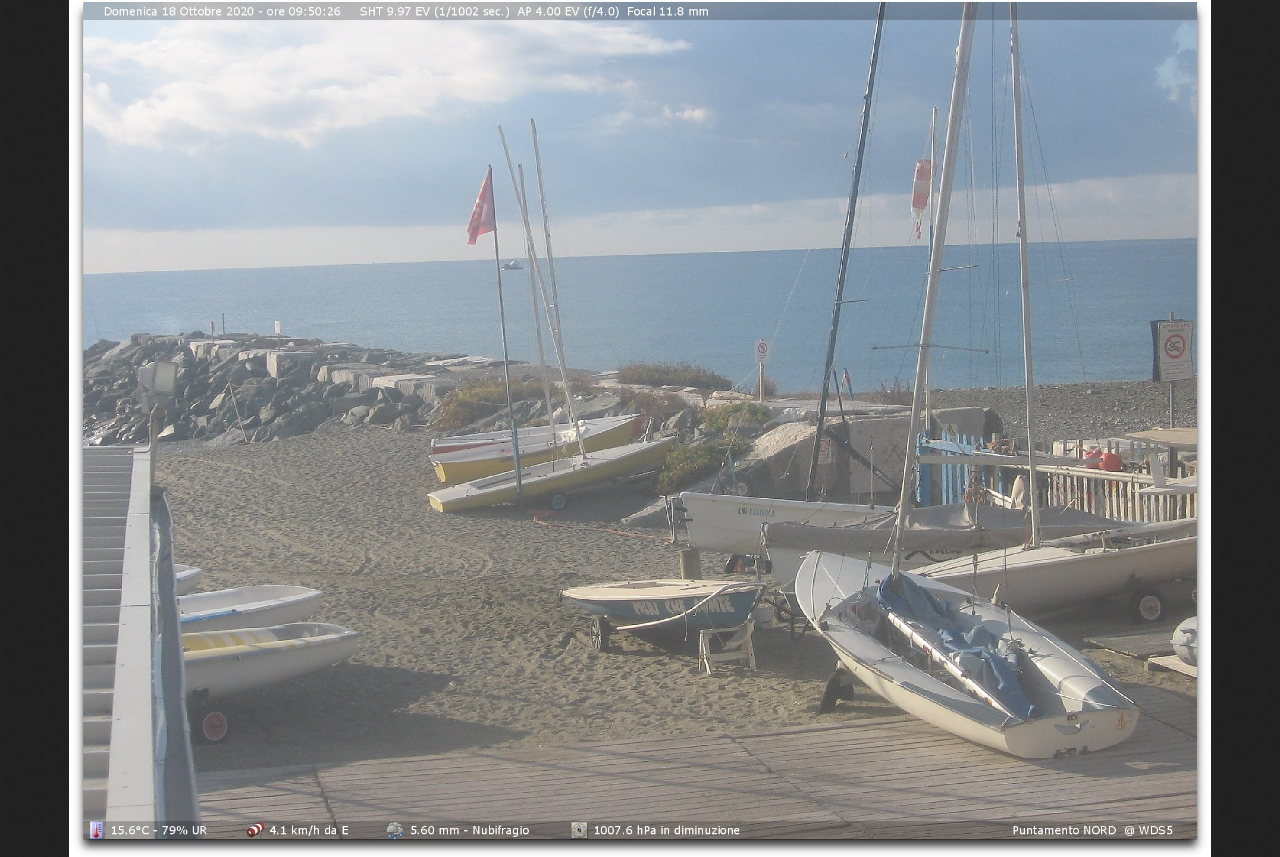 Domenica 18 Ottobre 2020 - ore 09:50:26 SHT 9.97 EV (1/1002 sec.) AP 4.00 EV (f/4.0) Focal 11.8 mm
15.6°C - 79% UR 4.1 km/h da E 5.60 mm - Nubifragio 1007.6 hPa in diminuzione Puntamento NORD @ WDS5